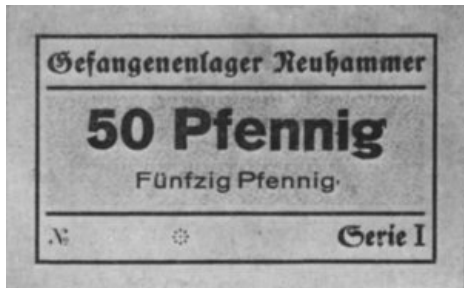 Gefangenenlager Neuhammer
50 Pfennig
Fünfzig Pfennig.
№ Serie I